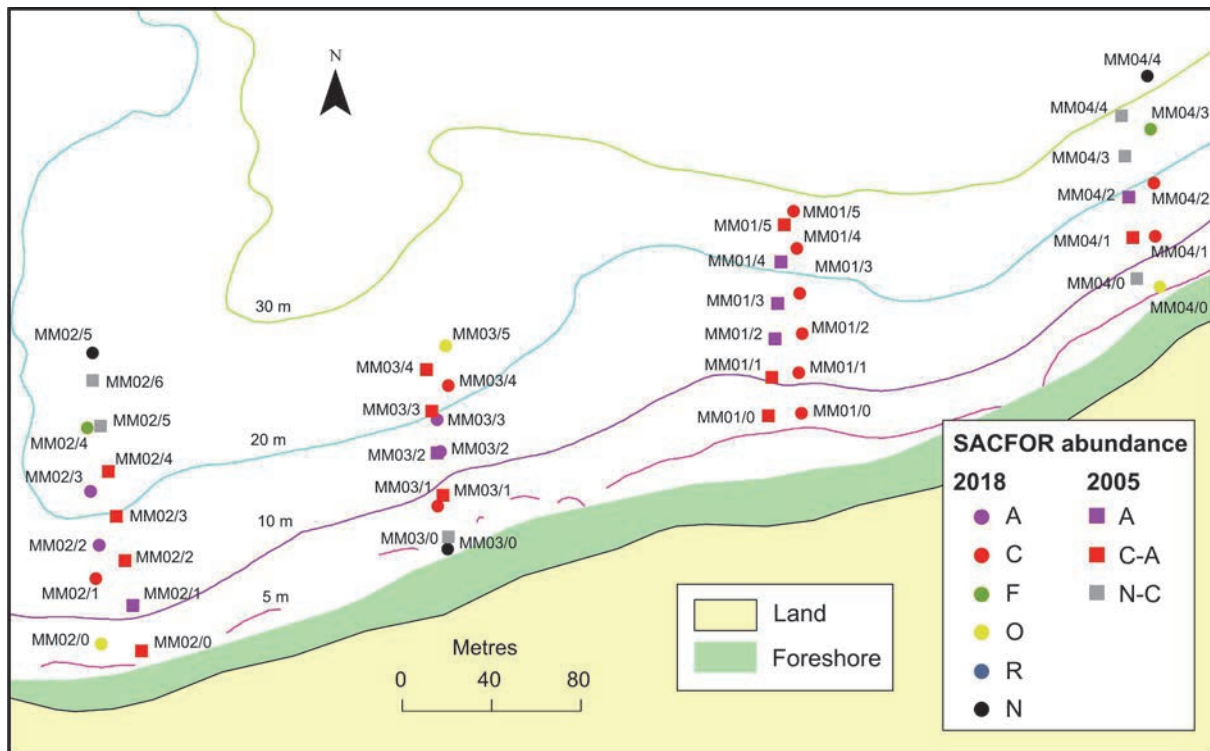 N
MM04/4
MM04/4
MM04/3
MM04/3
MM04/2
MM04/2
MM04/1
MM04/1
MM04/0
MM04/0
MM01/5
MM01/5
MM01/4
MM01/4
MM01/3
MM01/3
MM01/2
MM01/2
MM01/1
MM01/1
MM01/0
MM01/0
30 m
MM03/5
MM03/4
MM03/4
MM03/3
MM03/3
MM03/2
MM03/2
MM03/1
MM03/1
MM03/0
MM03/0
MM02/5
MM02/6
MM02/5
MM02/4
MM02/4
MM02/3
MM02/3
MM02/2
MM02/2
MM02/1
MM02/1
MM02/0
MM02/0
20 m
10 m
5 m
Metres
0 40 80
Land
Foreshore
SACFOR abundance
2018 2005
A A
C C-A
F N-C
O
R
N